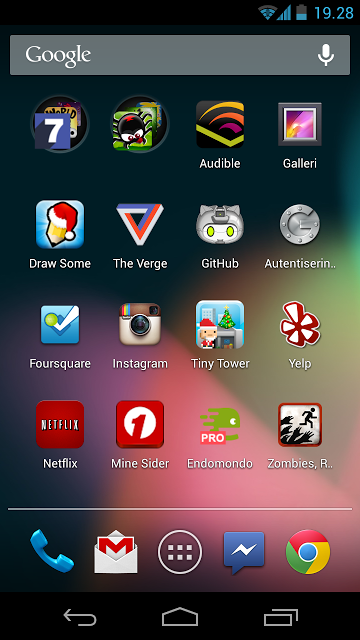 19.28
Google
7
WORLD
Audible
Galleri
Draw Some
The Verge
GitHub
Autentiserin..
Foursquare
Instagram
Tiny Tower
Yelp
NETFLIX
1
PRO
Netflix
Mine Sider
Endomondo
Zombies, R..